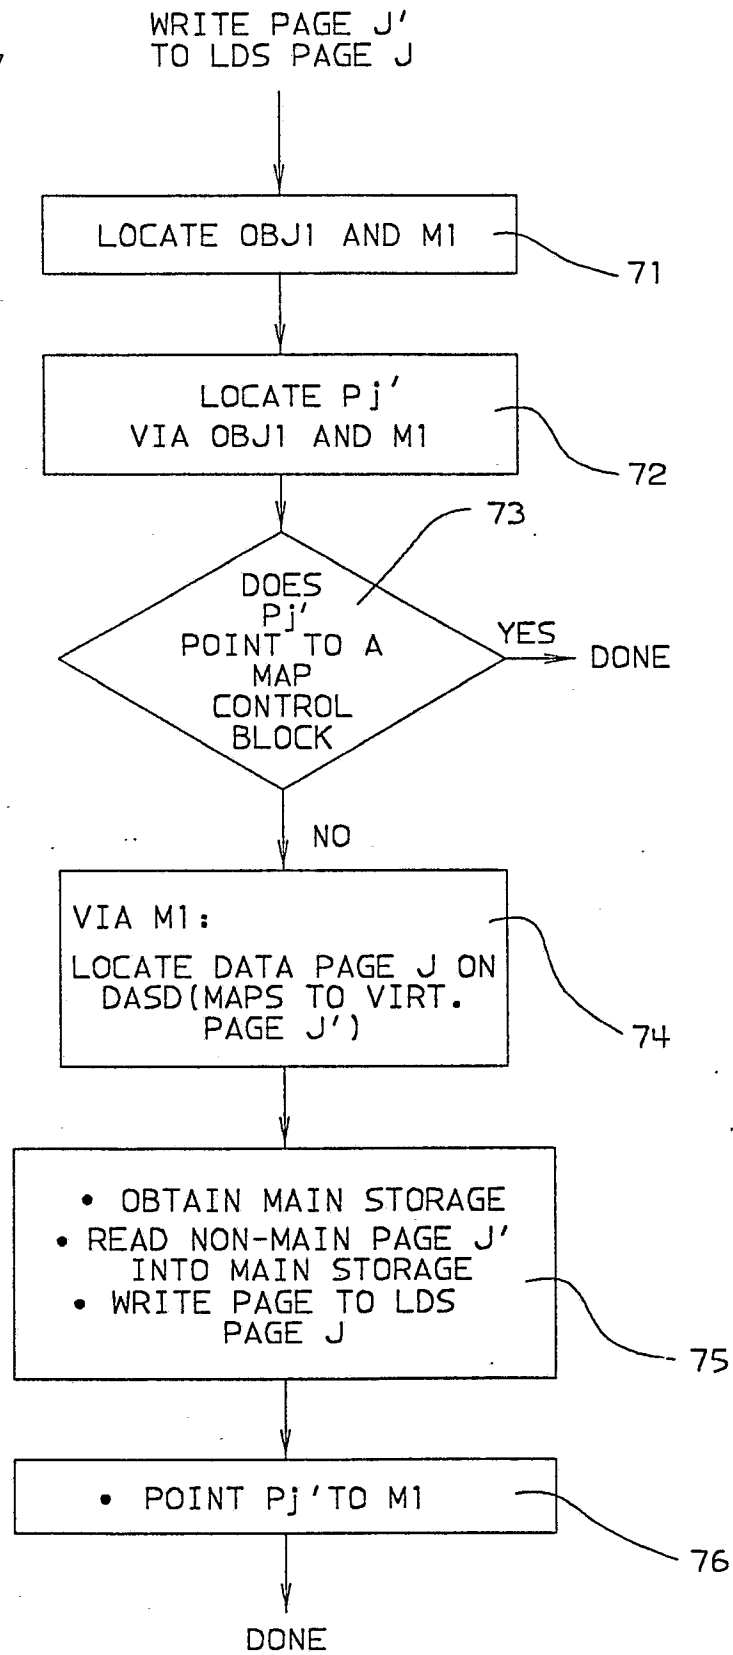 WRITE PAGE J'
TO LDS PAGE J
LOCATE OBJ1 AND M1
71
LOCATE Pj'
VIA OBJ1 AND M1
72
73
DOES
Pj'
POINT TO A
MAP
CONTROL
BLOCK
YES
DONE
NO
VIA M1:
LOCATE DATA PAGE J ON
DASD(MAPS TO VIRT.
PAGE J')
74
• OBTAIN MAIN STORAGE
• READ NON-MAIN PAGE J'
INTO MAIN STORAGE
• WRITE PAGE TO LDS
PAGE J
75
• POINT Pj'TO M1
76
DONE